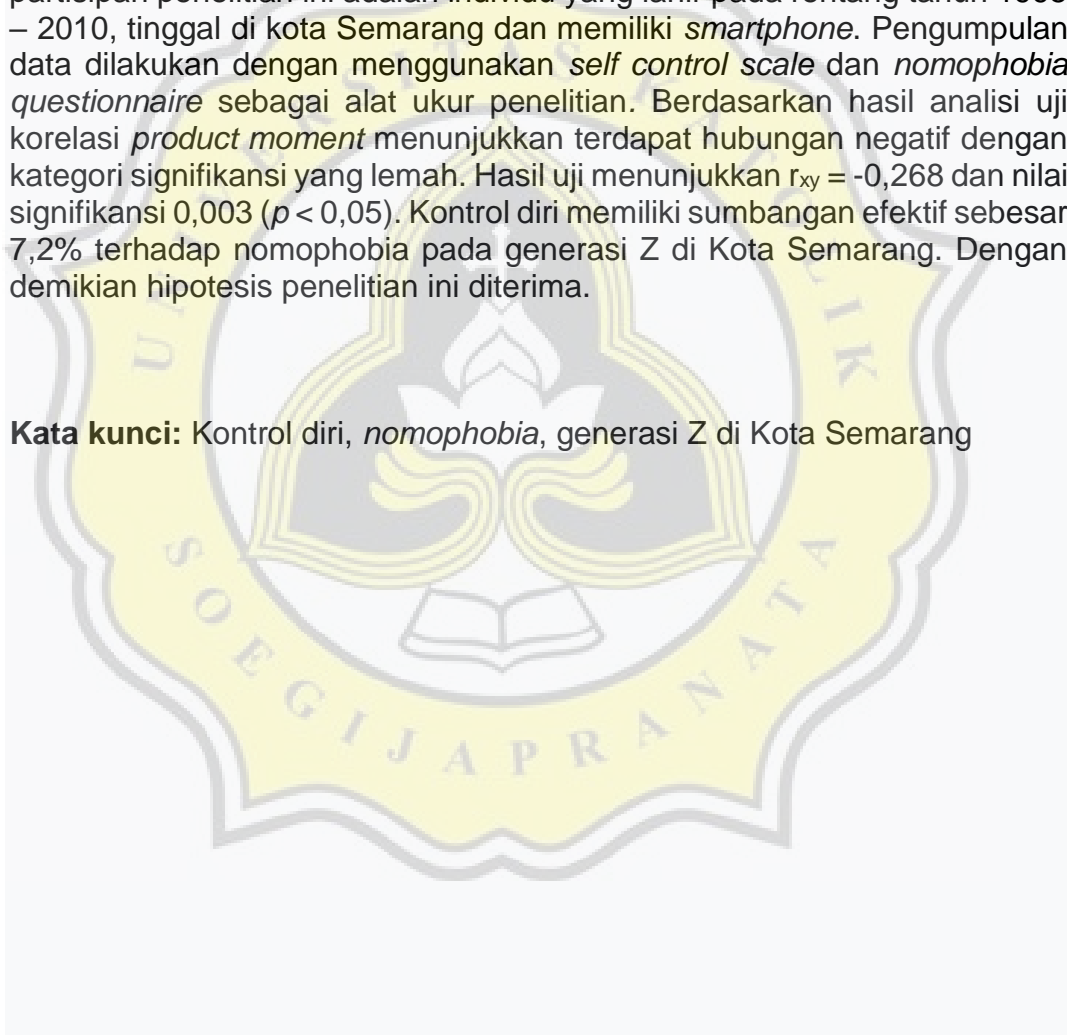 – 2010, tinggal di kota Semarang dan memiliki smartphone. Pengumpulan
data dilakukan dengan menggunakan self control scale dan nomophobia
questionnaire sebagai alat ukur penelitian. Berdasarkan hasil analisi uji
korelasi product moment menunjukkan terdapat hubungan negatif dengan
kategori signifikansi yang lemah. Hasil uji menunjukkan rxy = -0,268 dan nilai
signifikansi 0,003 (p < 0,05). Kontrol diri memiliki sumbangan efektif sebesar
7,2% terhadap nomophobia pada generasi Z di Kota Semarang. Dengan
demikian hipotesis penelitian ini diterima.
Kata kunci: Kontrol diri, nomophobia, generasi Z di Kota Semarang
SOEGIJAPRANATA